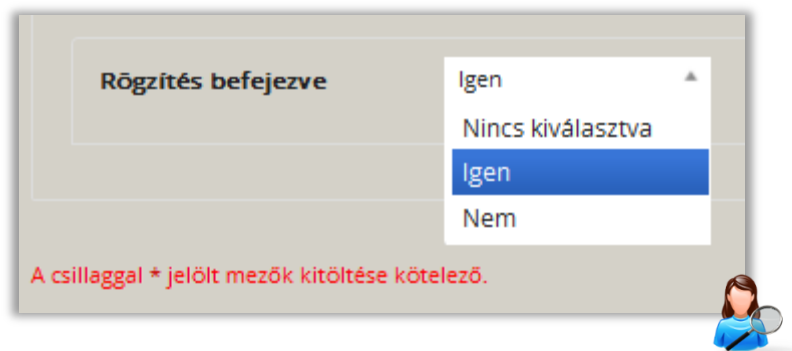 Rögzítés befejezve
Igen
Nincs kiválasztva
Igen
Nem
A csillaggal * jelölt mezők kitöltése kötelező.